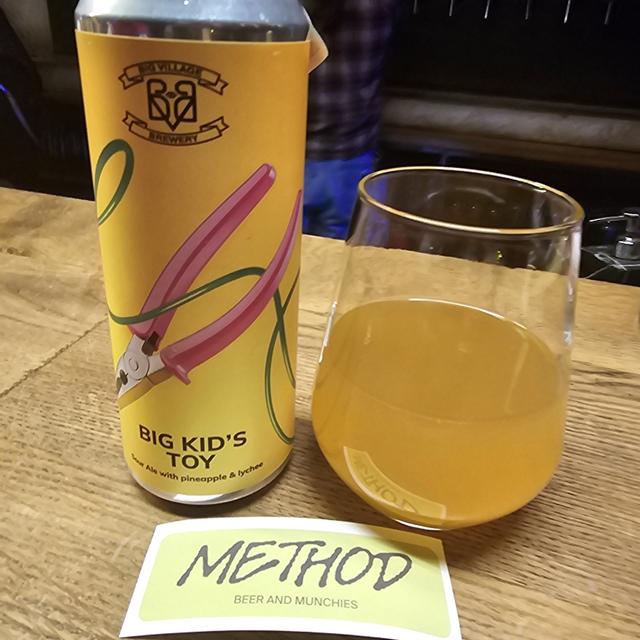 BIG VILLAGE
BREWERY
BIG KID'S
TOY
Sour Ale with pineapple & lychee
METHOD
BEER AND MUNCHIES